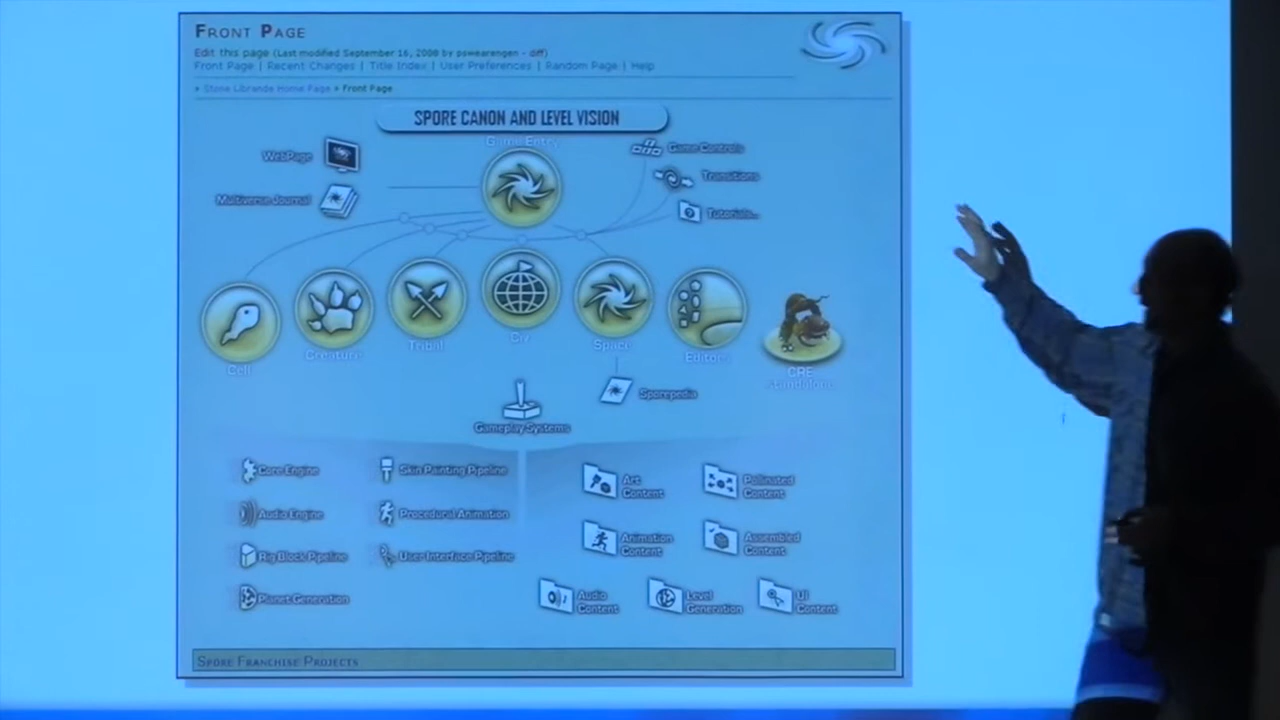 FRONT PAGE
Edit this page (Last modified September 16, 2008 by pswearengen - diff)
Front Page | Recent Changes | Title Index | User Preferences | Random Page | Help
» Stone Librande Home Page » Front Page
SPORE CANON AND LEVEL VISION
Game Entry
WebPage
Game Controls
Transitions
Multiverse Journal
Tutorials...
Cell
Creature
Tribal
Civ
Space
Editors
CRE
standalone
Sporepedia
Gameplay Systems
Core Engine
Skin Painting Pipeline
Art
Content
Pollinated
Content
Audio Engine
Procedural Animation
Animation
Content
Assembled
Content
Rig Block Pipeline
User Interface Pipeline
Planet Generation
Audio
Content
Level
Generation
UI
Content
SPORE FRANCHISE PROJECTS